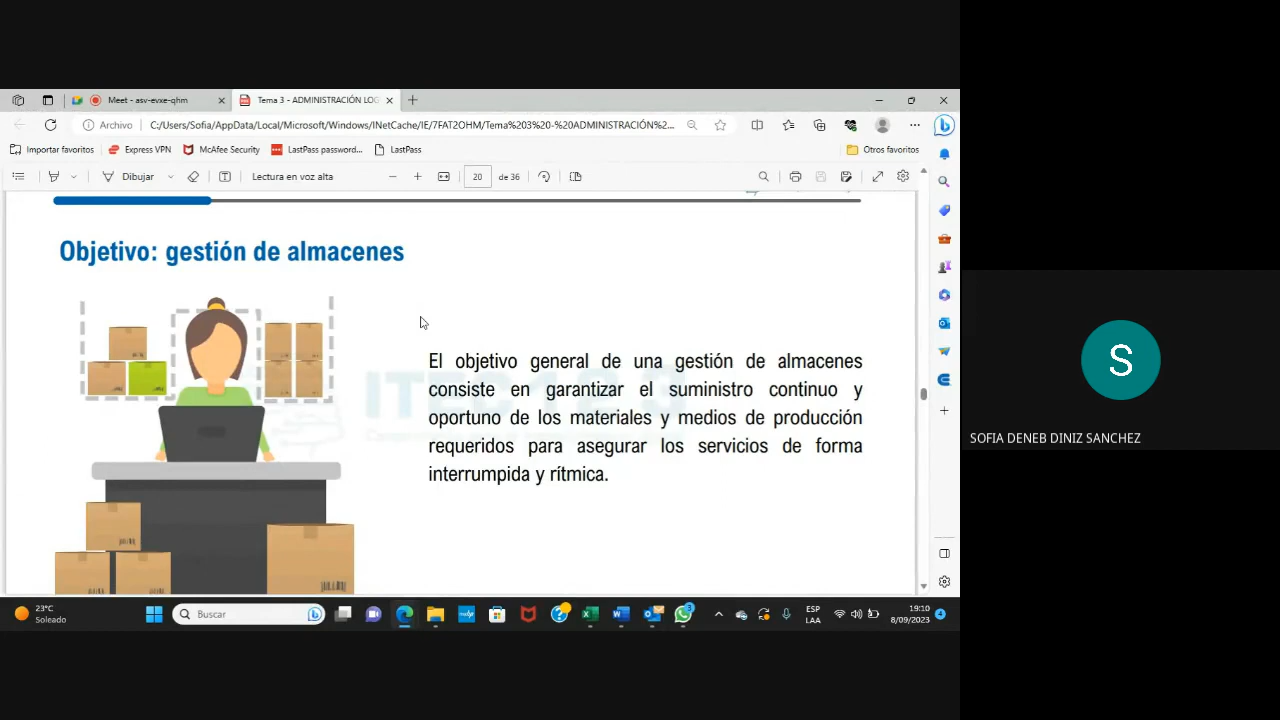 Meet - asv-evxe-qhm
Tema 3 - ADMINISTRACIÓN LOG
Archivo
C:/Users/Sofia/AppData/Local/Microsoft/Windows/INetCache/IE/7FAT2OHM/Tema%203%20-%20ADMINISTRACIÓN%2...
Importar favoritos
Express VPN
McAfee Security
LastPass password...
LastPass
Otros favoritos
Dibujar
Lectura en voz alta
20
de 36
Objetivo: gestión de almacenes
El objetivo general de una gestión de almacenes
consiste en garantizar el suministro continuo y
oportuno de los materiales y medios de producción
requeridos para asegurar los servicios de forma
interrumpida y rítmica.
S
SOFIA DENEB DINIZ SANCHEZ
23°C
Soleado
Buscar
3
ESP
LAA
19:10
8/09/2023
4